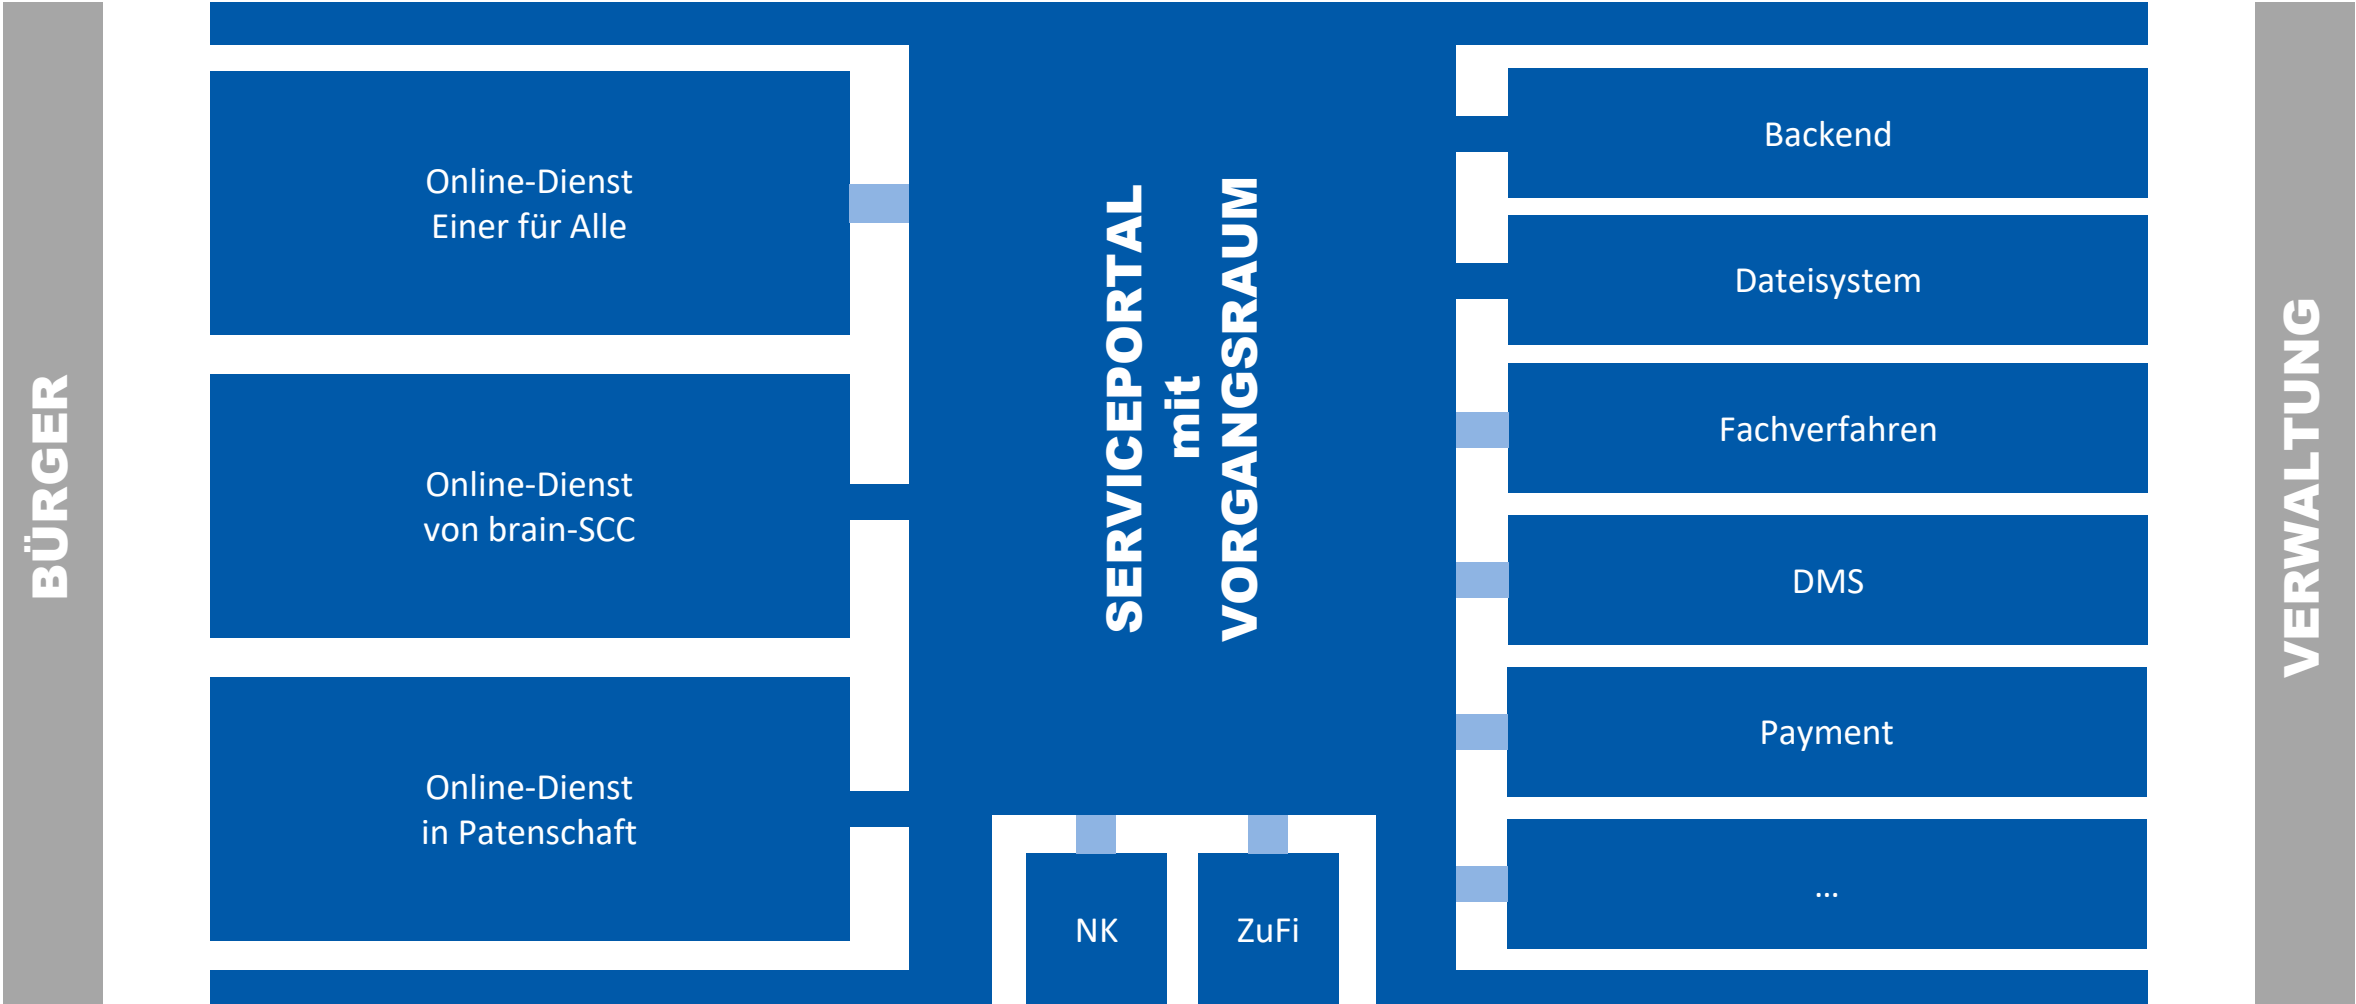 BÜRGER
Online-Dienst
Einer für Alle
Online-Dienst
von brain-SCC
Online-Dienst
in Patenschaft
SERVICEPORTAL
mit
VORGANGSRAUM
NK
ZuFi
Backend
Dateisystem
Fachverfahren
DMS
Payment
...
VERWALTUNG